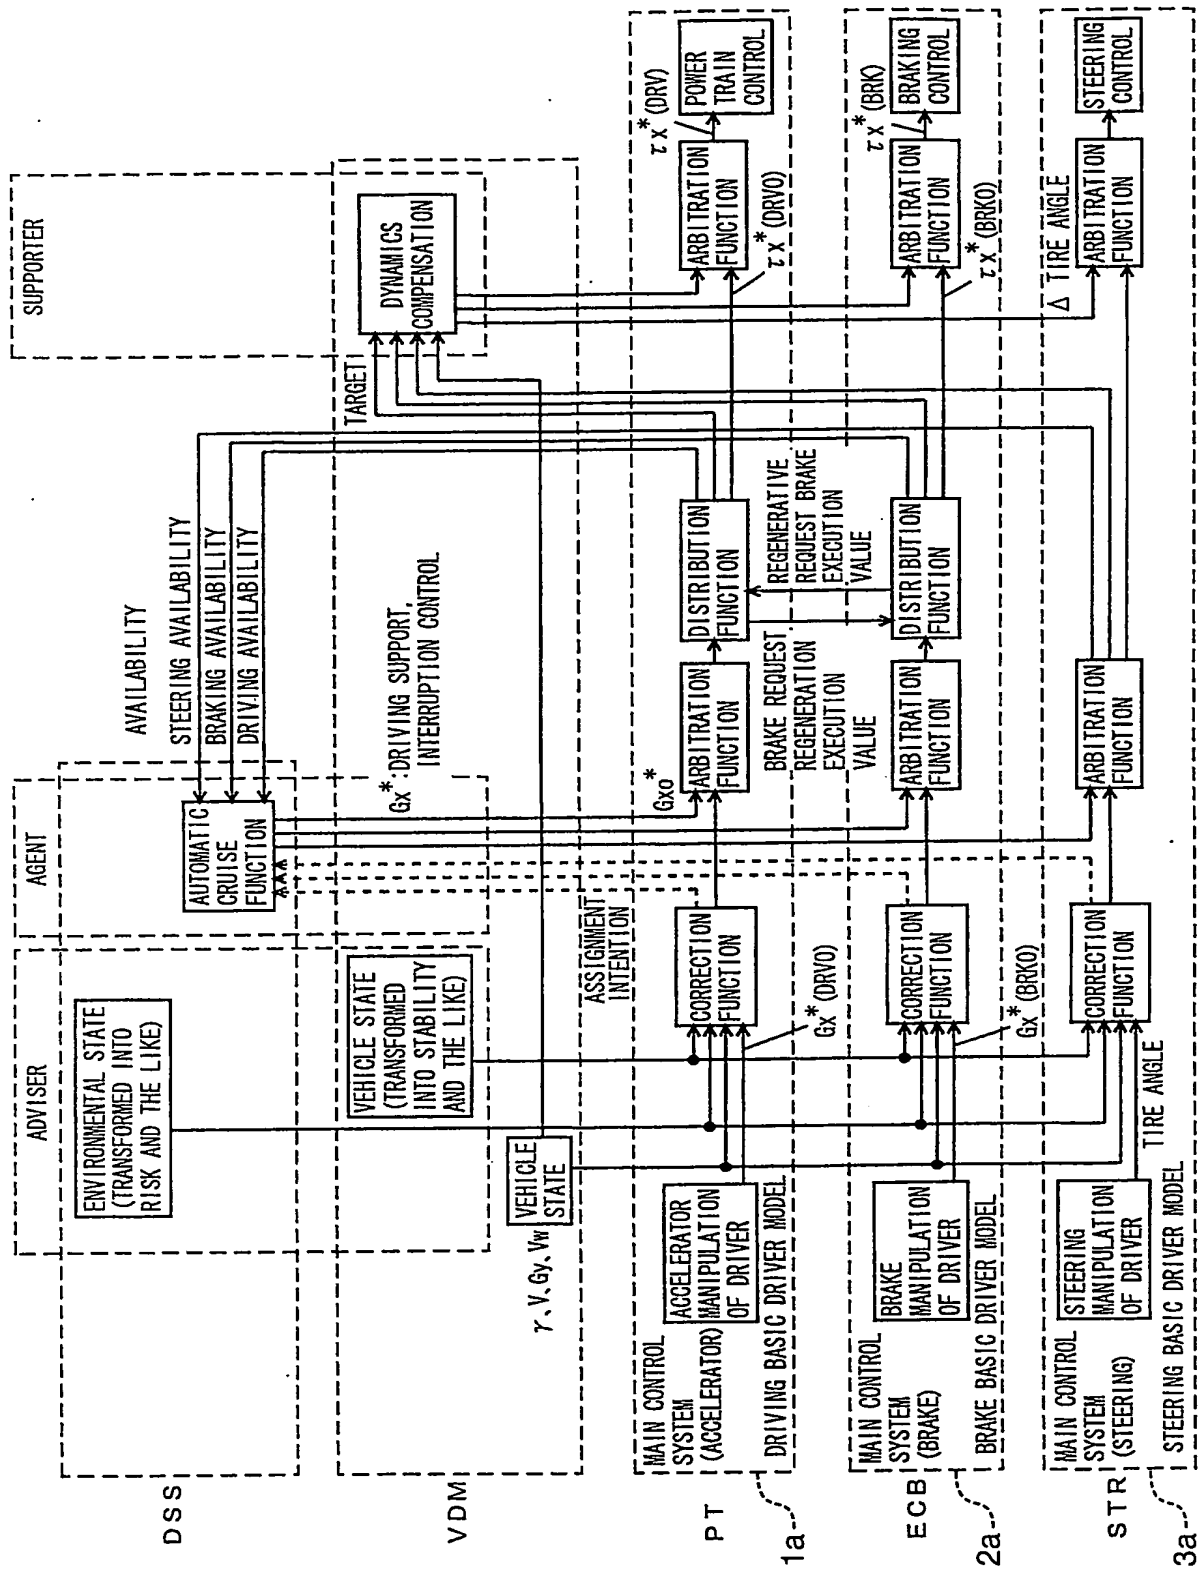 SUPPORTER
AGENT
ADVISER
DSS
ENVIRONMENTAL STATE
(TRANSFORMED INTO
RISK AND THE LIKE)
AUTOMATIC
CRUISE
FUNCTION
AVAILABILITY
STEERING AVAILABILITY
BRAKING AVAILABILITY
DRIVING AVAILABILITY
VDM
VEHICLE STATE
(TRANSFORMED
INTO STABILITY
AND THE LIKE)
Gx*:DRIVING SUPPORT,
INTERRUPTION CONTROL
TARGET
DYNAMICS
COMPENSATION
γ、V、Gy、Vw
VEHICLE
STATE
ASSIGNMENT
INTENTION
PT
1a
MAIN CONTROL
SYSTEM
(ACCELERATOR)
DRIVING BASIC DRIVER MODEL
ACCELERATOR
MANIPULATION
OF DRIVER
Gx*(DRV0)
CORRECTION
FUNCTION
Gx0*
ARBITRATION
FUNCTION
DISTRIBUTION
FUNCTION
τx*(DRV0)
ARBITRATION
FUNCTION
τx*(DRV)
POWER
TRAIN
CONTROL
BRAKE REQUEST
REGENERATION
EXECUTION
VALUE
REGENERATIVE
REQUEST BRAKE
EXECUTION
VALUE
ECB
2a
MAIN CONTROL
SYSTEM
(BRAKE)
BRAKE BASIC DRIVER MODEL
BRAKE
MANIPULATION
OF DRIVER
Gx*(BRK0)
CORRECTION
FUNCTION
ARBITRATION
FUNCTION
DISTRIBUTION
FUNCTION
τx*(BRK0)
ARBITRATION
FUNCTION
τx*(BRK)
BRAKING
CONTROL
STR
3a
MAIN CONTROL
SYSTEM
(STEERING)
STEERING BASIC DRIVER MODEL
STEERING
MANIPULATION
OF DRIVER
TIRE ANGLE
CORRECTION
FUNCTION
ARBITRATION
FUNCTION
Δ TIRE ANGLE
ARBITRATION
FUNCTION
STEERING
CONTROL